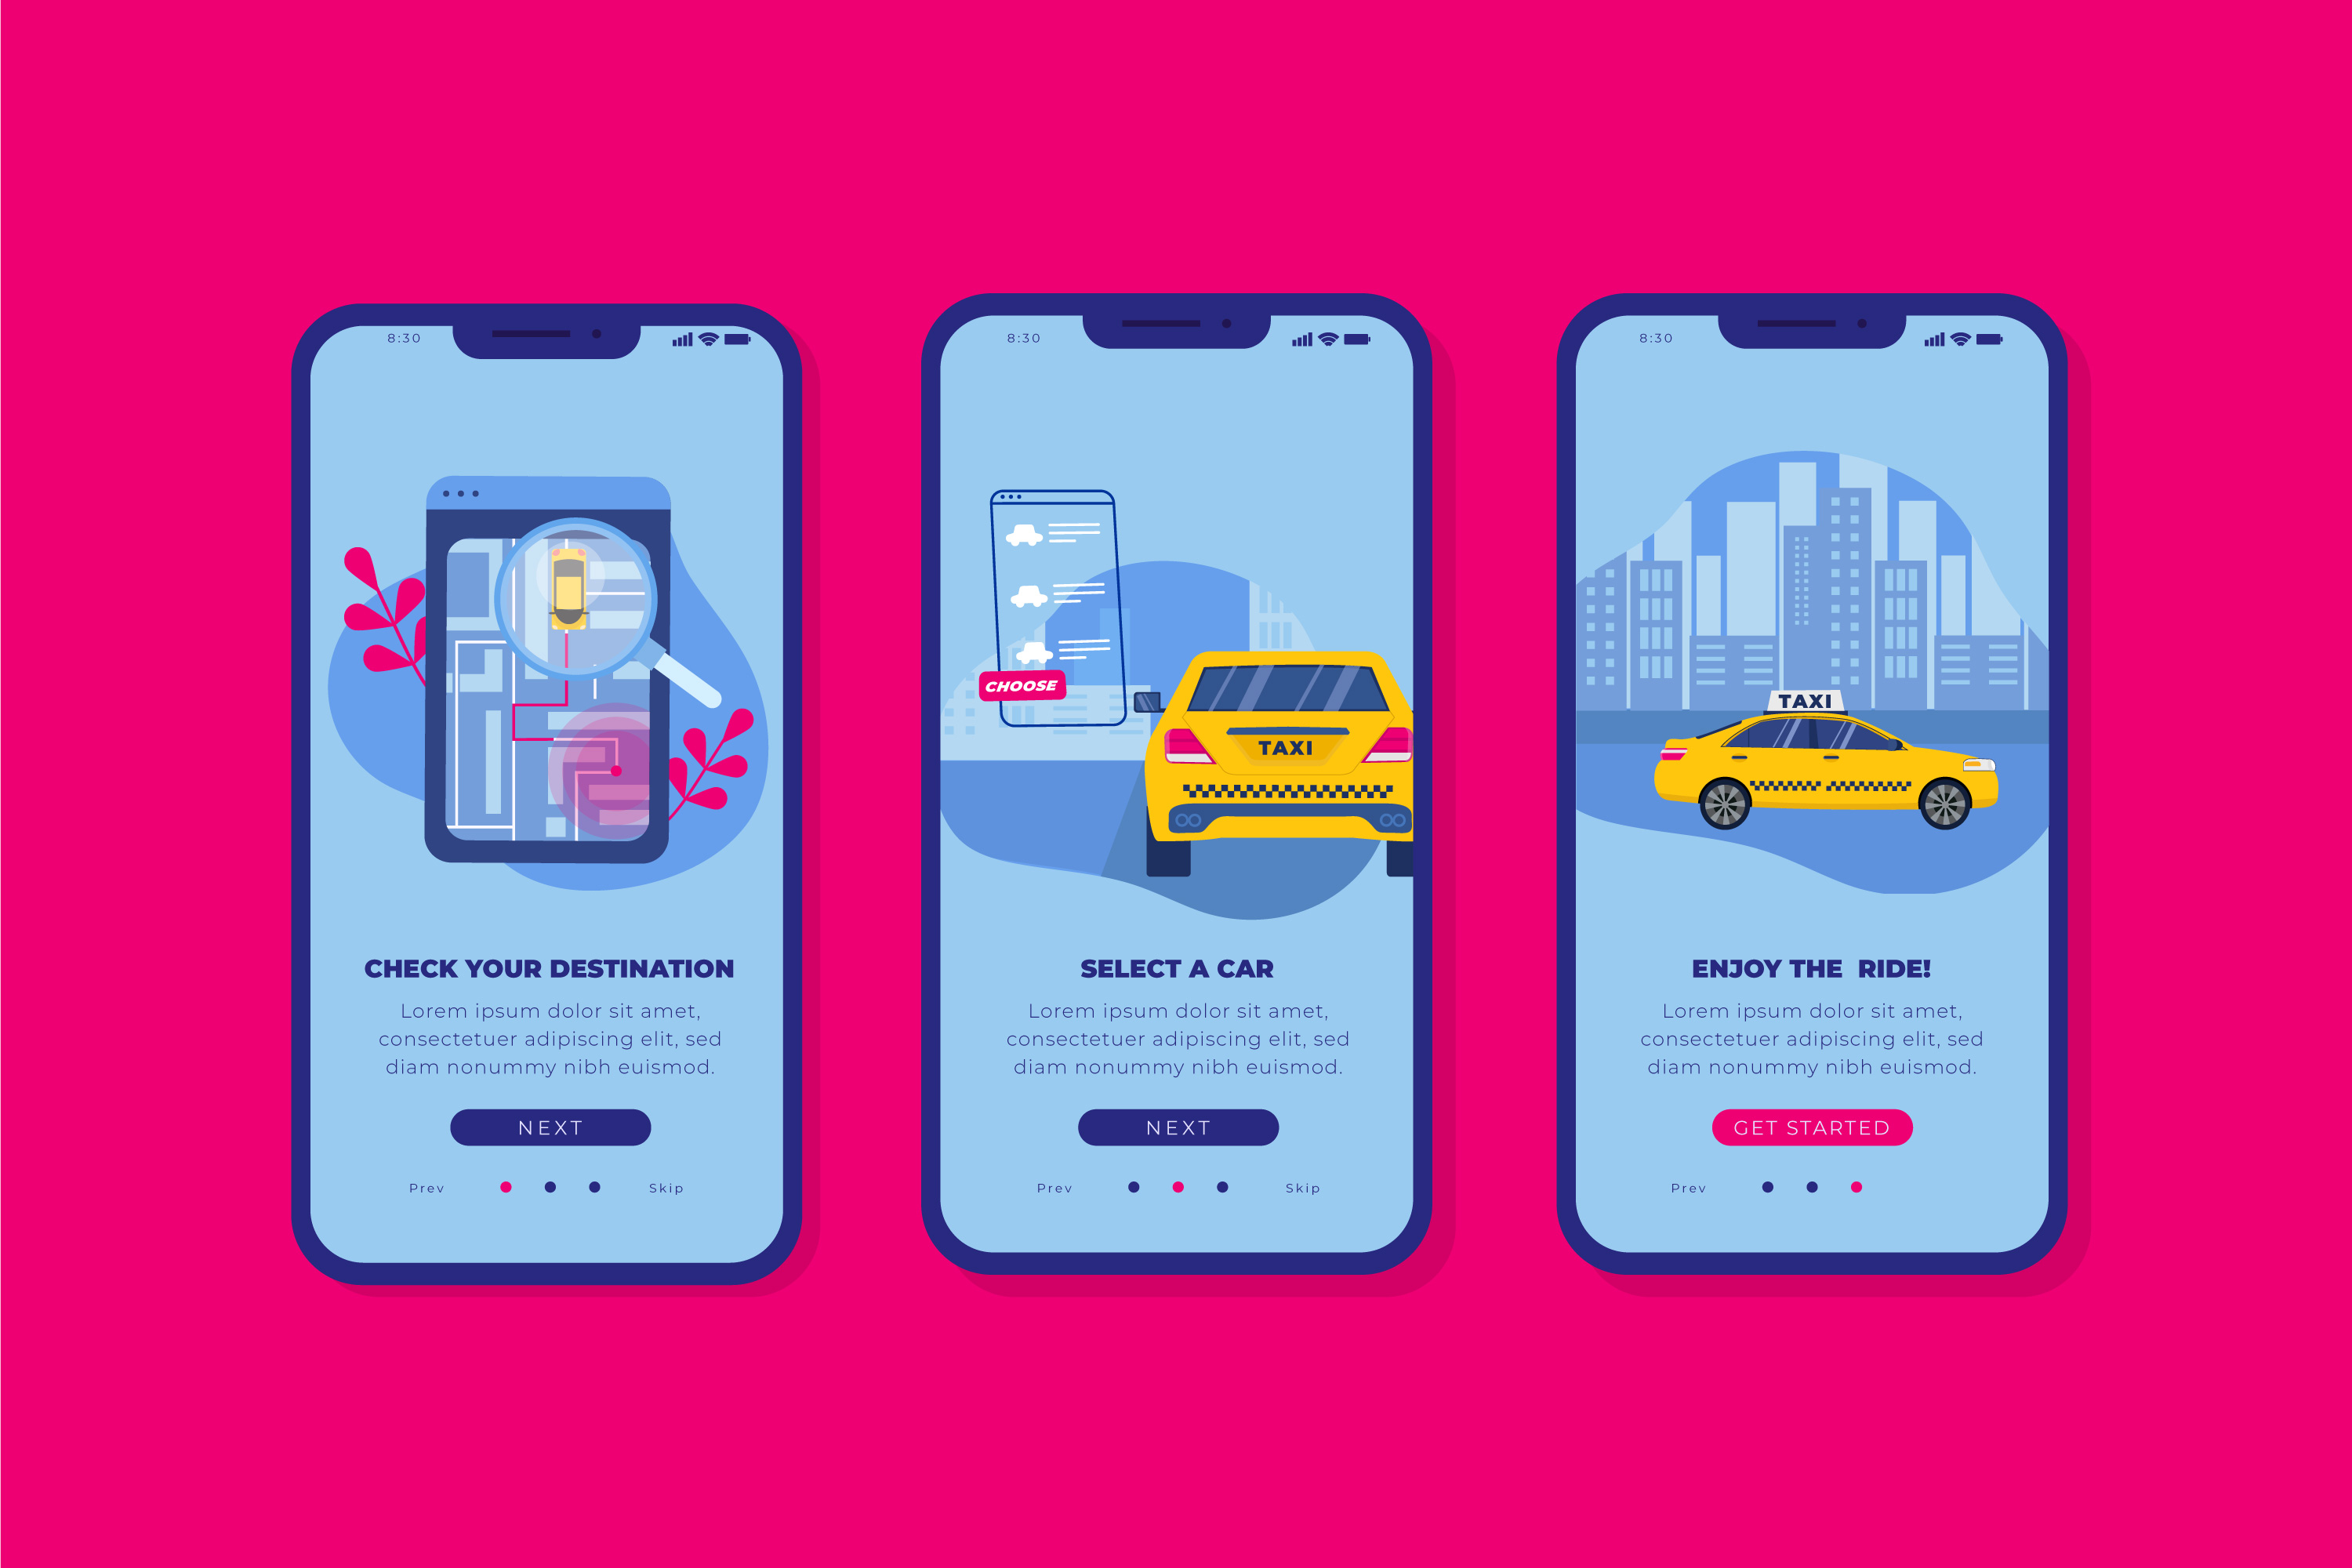 8:30
CHECK YOUR DESTINATION
Lorem ipsum dolor sit amet,
consectetuer adipiscing elit, sed
diam nonummy nibh euismod.
NEXT
Prev
Skip
8:30
CHOOSE
TAXI
SELECT A CAR
Lorem ipsum dolor sit amet,
consectetuer adipiscing elit, sed
diam nonummy nibh euismod.
NEXT
Prev
Skip
8:30
TAXI
ENJOY THE RIDE!
Lorem ipsum dolor sit amet,
consectetuer adipiscing elit, sed
diam nonummy nibh euismod.
GET STARTED
Prev